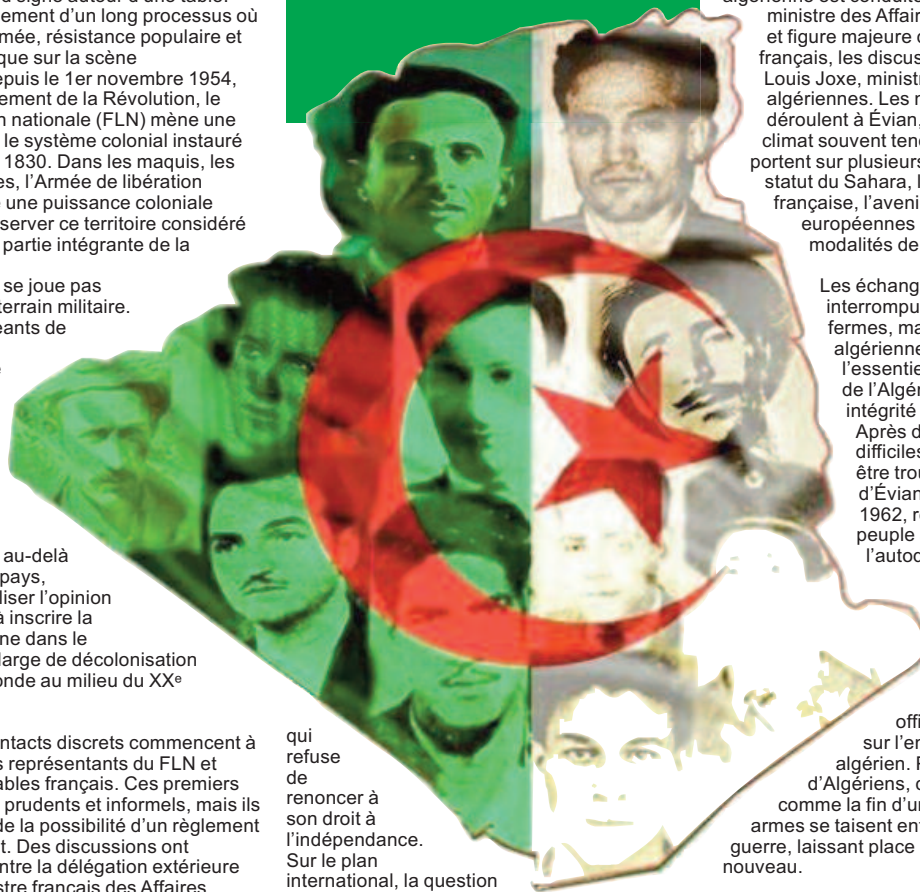 ement d'un long processus où
mée, résistance populaire et
que sur la scène
epuis le 1er novembre 1954,
ement de la Révolution, le
n nationale (FLN) mène une
le système colonial instauré
1830. Dans les maquis, les
es, l'Armée de libération
une puissance coloniale
server ce territoire considéré
partie intégrante de la
se joue pas
terrain militaire.
eants de
au-delà
pays,
liser l'opinion
à inscrire la
ne dans le
large de décolonisation
onde au milieu du XXe
ntacts discrets commencent à
s représentants du FLN et
ables français. Ces premiers
prudents et informels, mais ils
de la possibilité d'un règlement
t. Des discussions ont
ntre la délégation extérieure
stre français des Affaires
qui
refuse
de
renoncer à
son droit à
l'indépendance.
Sur le plan
international, la question
ministre des Affair
et figure majeure d
français, les discus
Louis Joxe, ministr
algériennes. Les n
déroulent à Évian,
climat souvent tend
portent sur plusieurs
statut du Sahara, l
française, l'aveni
européennes
modalités de
Les échang
interrompu
fermes, ma
algérienne
l'essentie
de l'Algér
intégrité
Après d
difficiles
être trou
d'Évian
1962, r
peuple
l'autod
offi
sur l'en
algérien. P
d'Algériens, c
comme la fin d'un
armes se taisent en
guerre, laissant place
nouveau.